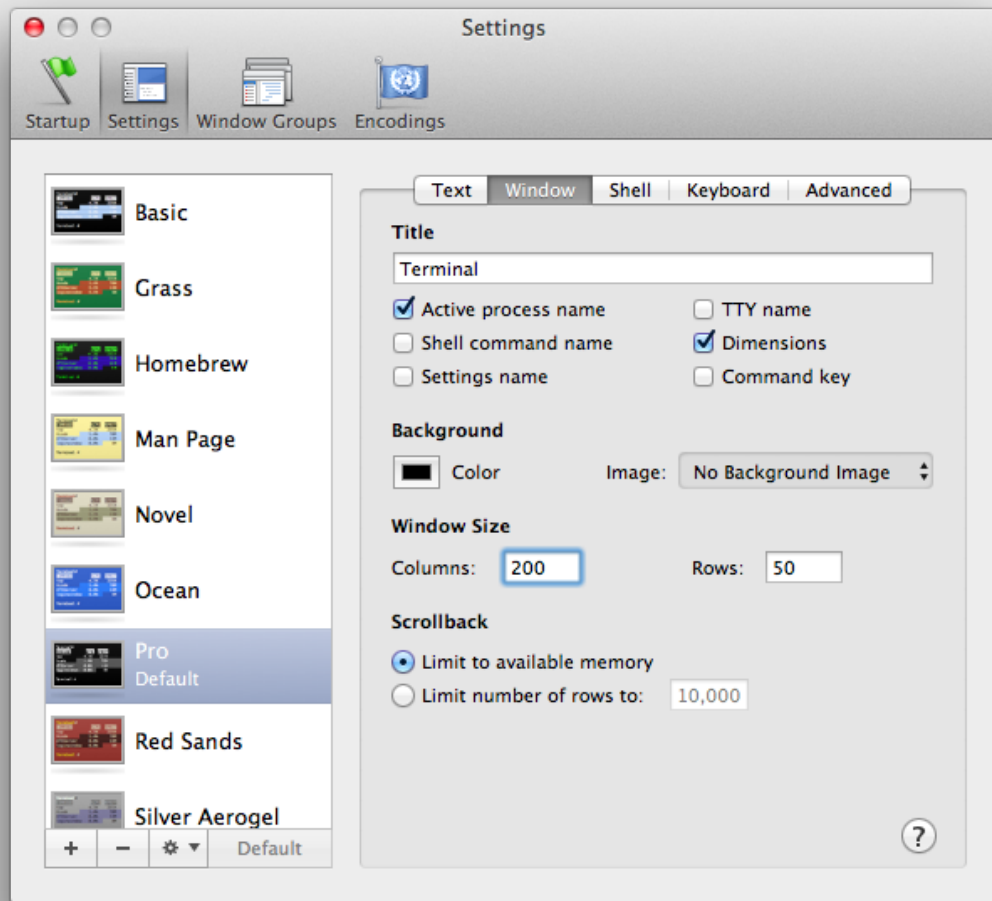 Settings
Startup Settings Window Groups Encodings
Basic
Grass
Homebrew
Man Page
Novel
Ocean
Pro
Default
Red Sands
Silver Aerogel
+ − Default
Text Window Shell Keyboard Advanced
Title
Terminal
Active process name TTY name
Shell command name Dimensions
Settings name Command key
Background
Color Image: No Background Image
Window Size
Columns: 200 Rows: 50
Scrollback
Limit to available memory
Limit number of rows to: 10,000
?